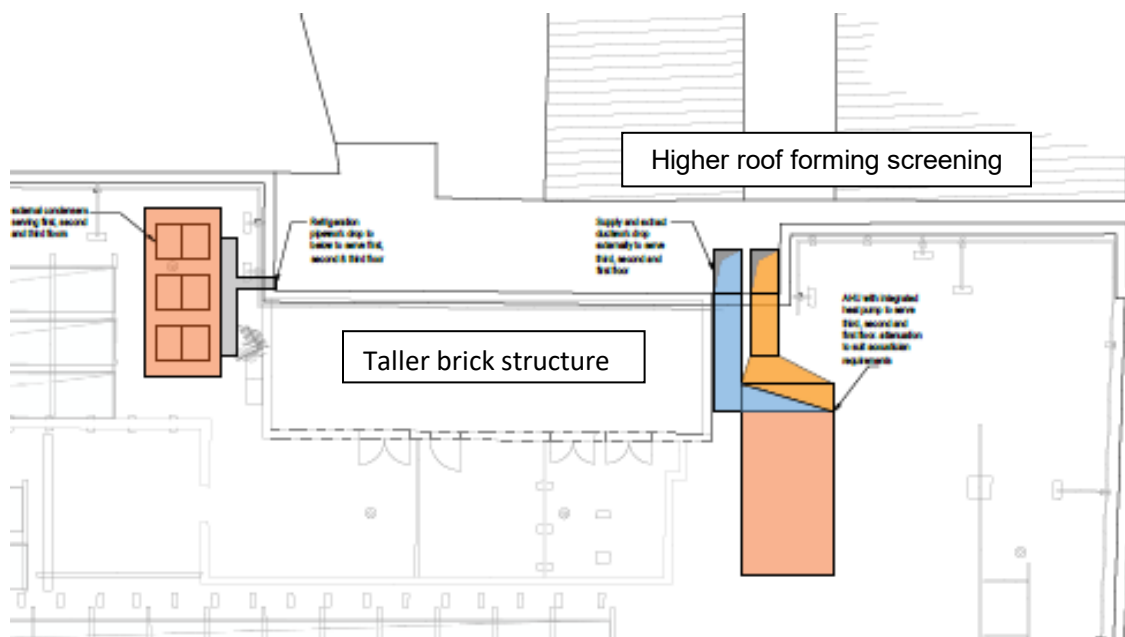 Higher roof forming screening
external condensers
serving first, second
and third floors
Refrigeration
pipework drop to
below to serve first,
second & third floor
Supply and extract
ductwork drop
externally to serve
third, second and
first floor
AHU with integrated
heat pump to serve
third, second and
first floor. attenuation
to suit acoustician
requirements
Taller brick structure